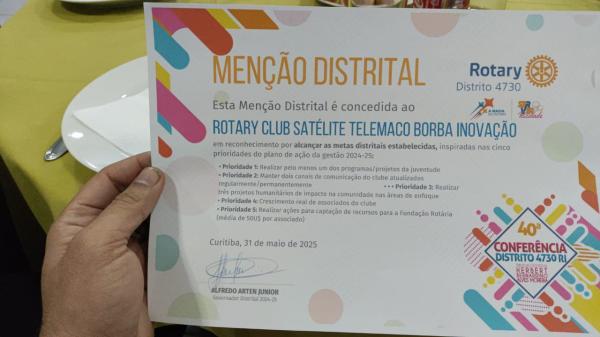 MENÇÃO DISTRITAL
Rotary
Distrito 4730
Esta Menção Distrital é concedida ao
ROTARY CLUB SATÉLITE TELEMACO BORBA INOVAÇÃO
em reconhecimento por alcançar as metas distritais estabelecidas, inspiradas nas cinco
prioridades do plano de ação da gestão 2024-25:
• Prioridade 1: Realizar pelo menos um dos programas/projetos da juventude
• Prioridade 2: Manter dois canais de comunicação do clube atualizados
regularmente/permanentemente
• • • Prioridade 3: Realizar
três projetos humanitários de impacto na comunidade nas áreas de enfoque
• Prioridade 4: Crescimento real de associados do clube
• Prioridade 5: Realizar ações para captação de recursos para a Fundação Rotária
(média de 50U$ por associado)
Curitiba, 31 de maio de 2025
ALFREDO ARTEN JUNIOR
Governador Distrital 2024-25
40ª
CONFERÊNCIA
DISTRITO 4730 RI
HERBERT
ALVES MOREIRA